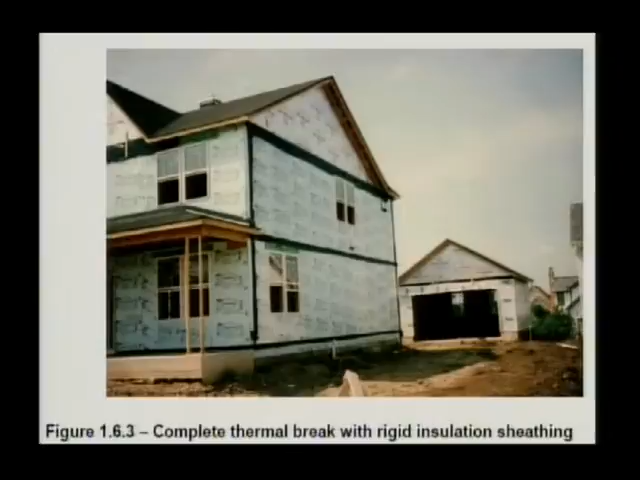 Figure 1.6.3 – Complete thermal break with rigid insulation sheathing